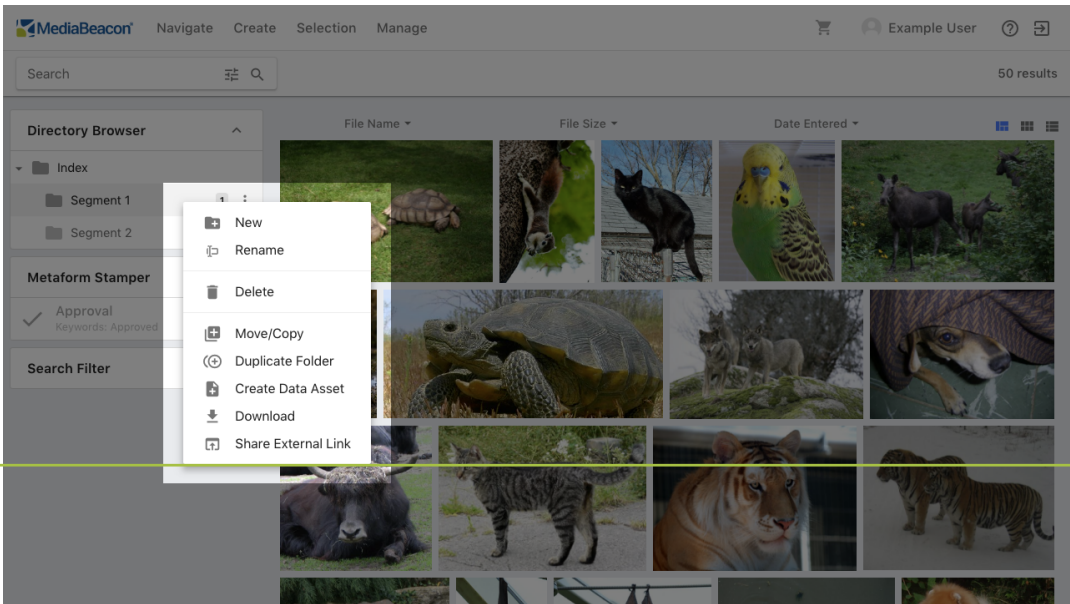 MediaBeacon Navigate Create Selection Manage Example User
Search 50 results
Directory Browser File Name File Size Date Entered
Index
Segment 1 1
New
Segment 2
Rename
Metaform Stamper
Delete
Approval
Keywords: Approved
Move/Copy
Search Filter
Duplicate Folder
Create Data Asset
Download
Share External Link